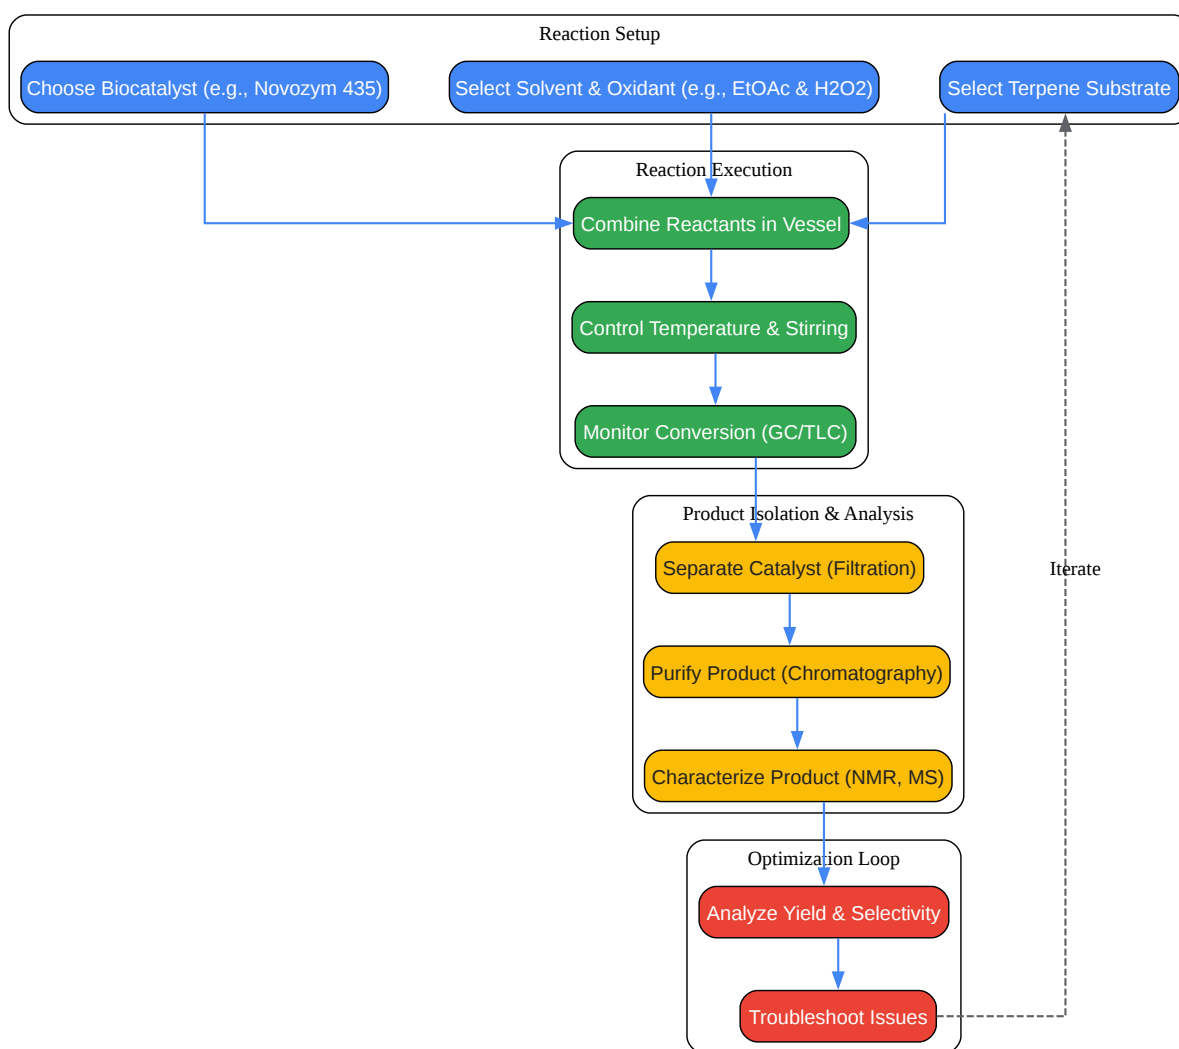 Reaction Setup
Choose Biocatalyst (e.g., Novozym 435)
Select Solvent & Oxidant (e.g., EtOAc & H2O2)
Select Terpene Substrate
Reaction Execution
Combine Reactants in Vessel
Control Temperature & Stirring
Monitor Conversion (GC/TLC)
Product Isolation & Analysis
Separate Catalyst (Filtration)
Iterate
Purify Product (Chromatography)
Characterize Product (NMR, MS)
Optimization Loop
Analyze Yield & Selectivity
Troubleshoot Issues